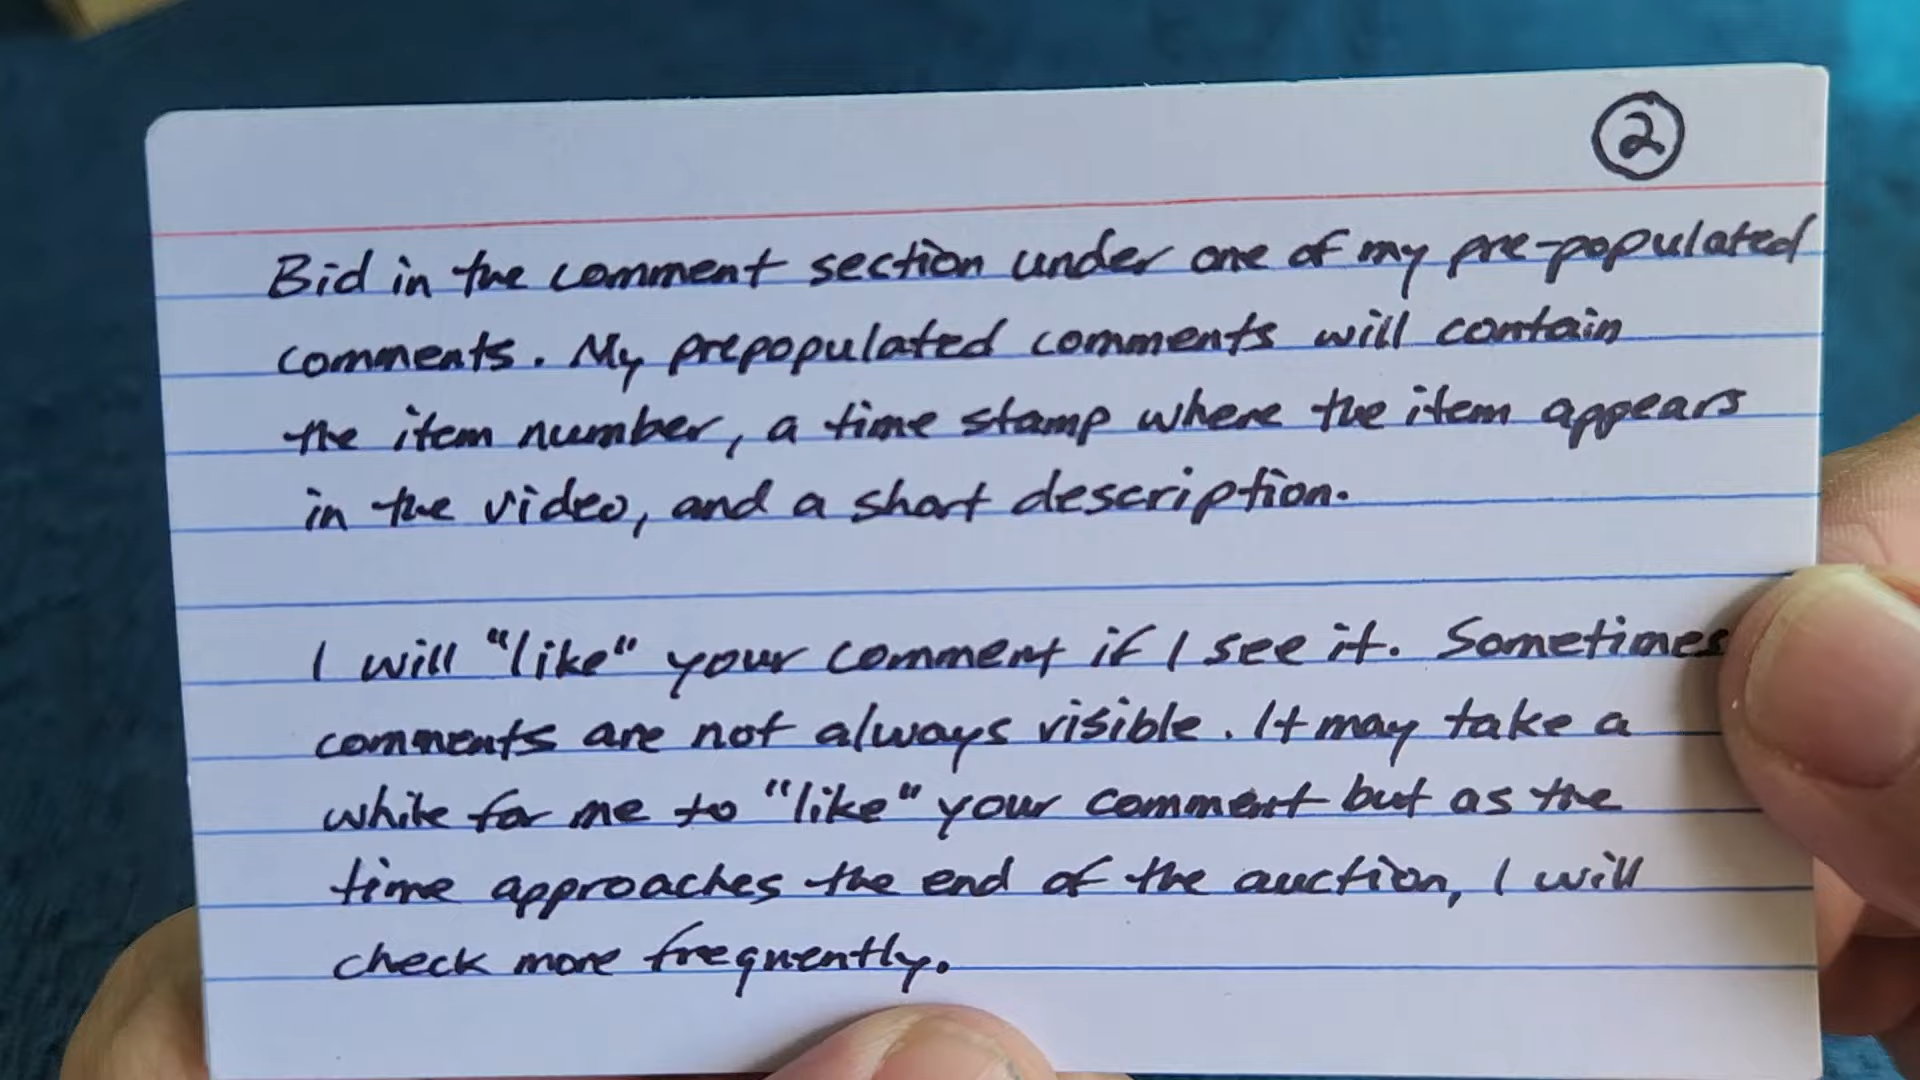 2
Bid in the comment section under one of my pre-populated
comments. My prepopulated comments will contain
the item number, a time stamp where the item appears
in the video, and a short description.
I will "like" your comment if I see it. Sometimes
comments are not always visible. It may take a
while for me to "like" your comment but as the
time approaches the end of the auction, I will
check more frequently.